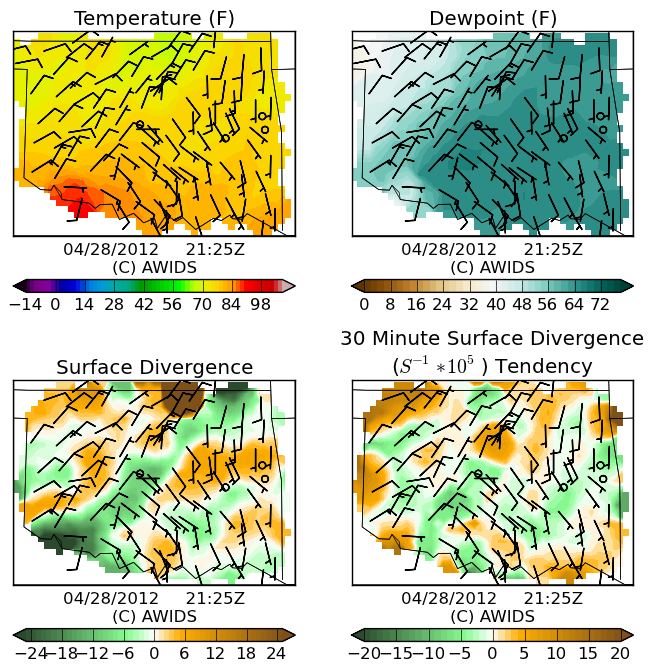 Temperature (F)
Dewpoint (F)
04/28/2012 21:25Z
(C) AWIDS
04/28/2012 21:25Z
(C) AWIDS
−14 0 14 28 42 56 70 84 98
0 8 16 24 32 40 48 56 64 72
Surface Divergence
30 Minute Surface Divergence
(S⁻¹ *10⁵ ) Tendency
04/28/2012 21:25Z
(C) AWIDS
04/28/2012 21:25Z
(C) AWIDS
−24 −18 −12 −6 0 6 12 18 24
−20 −15 −10 −5 0 5 10 15 20